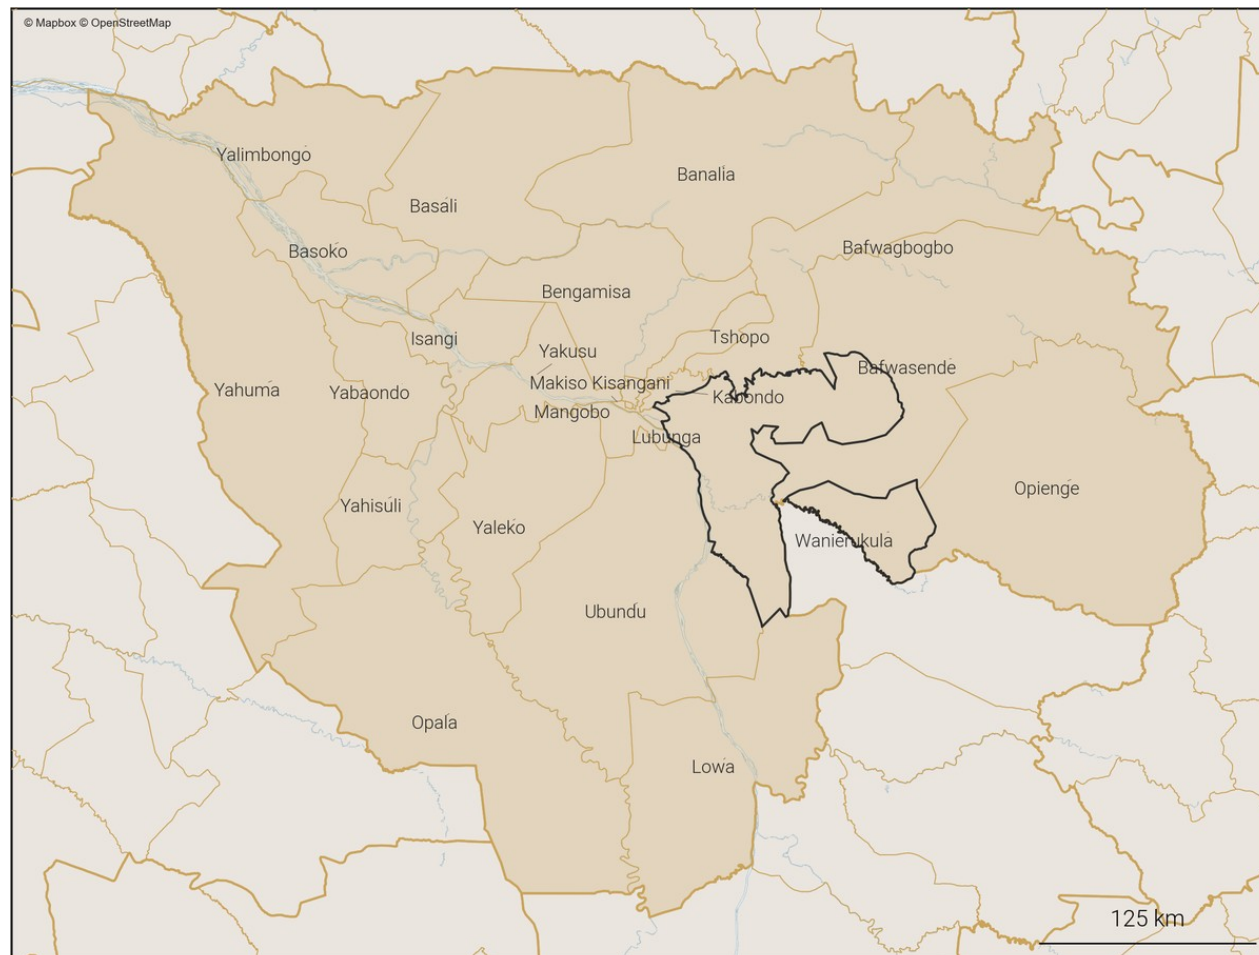 © Mapbox © OpenStreetMap
Yalimbongo
Banalia
Basali
Bafwagbogbo
Basoko
Bengamisa
Isangi
Tshopo
Yakusu
Bafwasende
Makiso Kisangani
Yahuma
Yabaondo
Kabondo
Mangobo
Lubunga
Opienge
Yahisuli
Yaleko
Wanierukula
Ubundu
Opala
Lowa
125 km